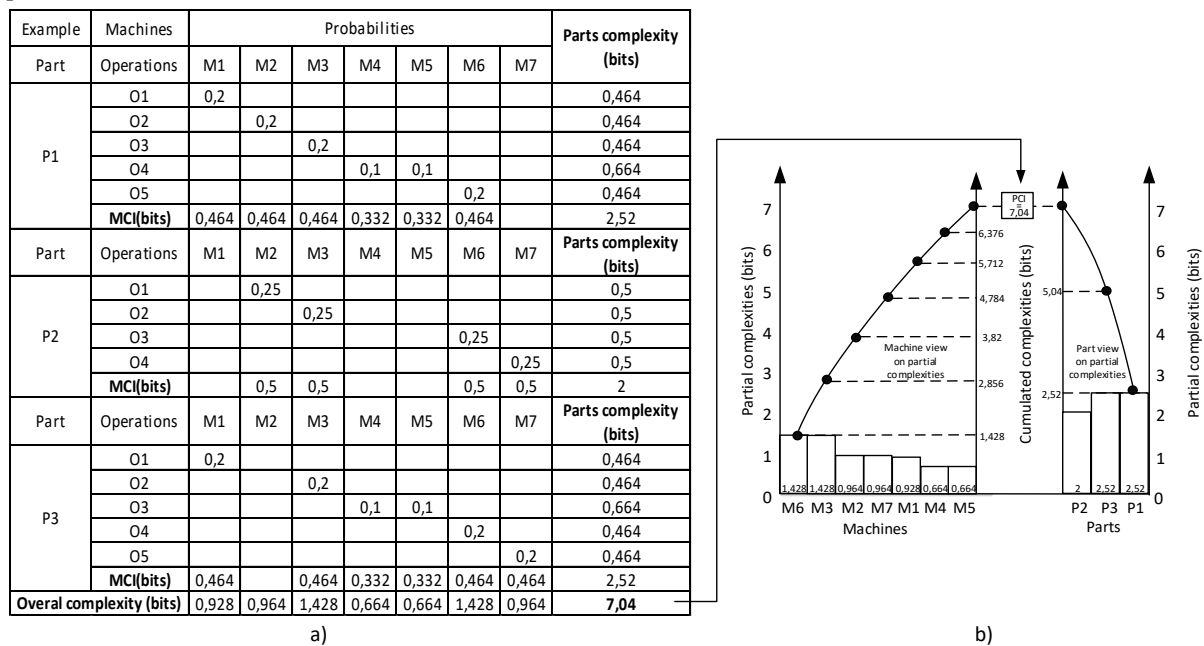 Example Machines Probabilities Parts complexity (bits)
Part Operations M1 M2 M3 M4 M5 M6 M7
P1
O1 0,2 0,464
O2 0,2 0,464
O3 0,2 0,464
O4 0,1 0,1 0,664
O5 0,2 0,464
MCI(bits) 0,464 0,464 0,464 0,332 0,332 0,464 2,52
Part Operations M1 M2 M3 M4 M5 M6 M7 Parts complexity (bits)
P2
O1 0,25 0,5
O2 0,25 0,5
O3 0,25 0,5
O4 0,25 0,5
MCI(bits) 0,5 0,5 0,5 0,5 2
Part Operations M1 M2 M3 M4 M5 M6 M7 Parts complexity (bits)
P3
O1 0,2 0,464
O2 0,2 0,464
O3 0,1 0,1 0,664
O4 0,2 0,464
O5 0,2 0,464
MCI(bits) 0,464 0,464 0,332 0,332 0,464 0,464 2,52
Overal complexity (bits) 0,928 0,964 1,428 0,664 0,664 1,428 0,964 7,04
a)
Partial complexities (bits)
7
6
5
4
3
2
1
0
Machine view
on partial
complexities
1,428 1,428 0,964 0,964 0,928 0,664 0,664
M6 M3 M2 M7 M1 M4 M5
Machines
6,376
5,712
4,784
3,82
2,856
1,428
PCI
=
7,04
Cumulated complexities (bits)
5,04
2,52
Part view
on partial
complexities
2 2,52 2,52
P2 P3 P1
Parts
7
6
5
4
3
2
1
0
Partial complexities (bits)
b)